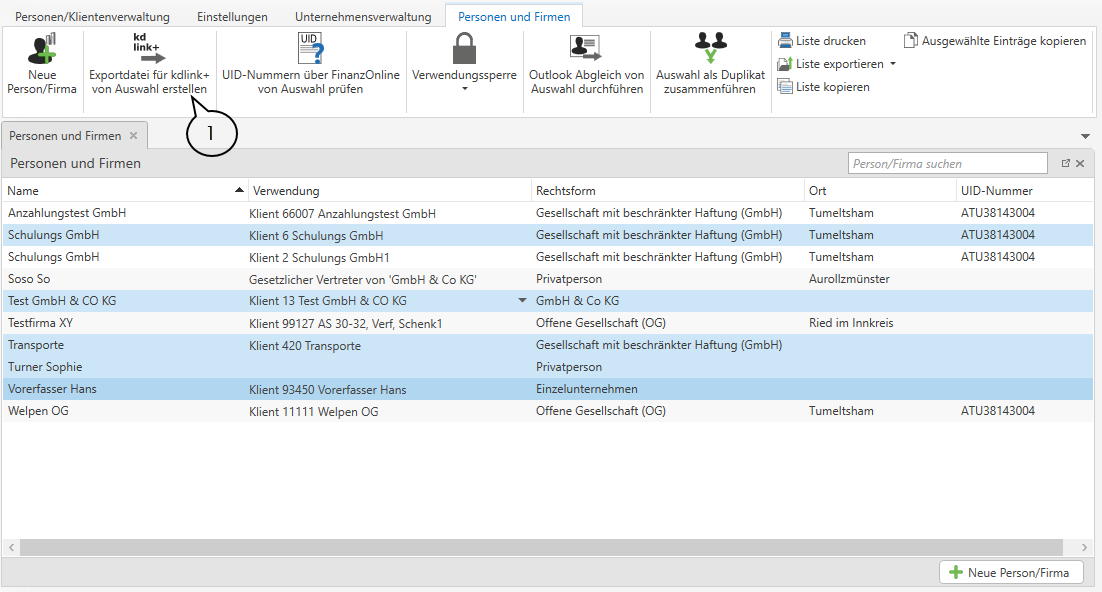 Personen/Klientenverwaltung Einstellungen Unternehmensverwaltung Personen und Firmen
kd
link+
UID
Neue
Person/Firma
Exportdatei für kdlink+
von Auswahl erstellen
UID-Nummern über FinanzOnline
von Auswahl prüfen
Verwendungssperre
Outlook Abgleich von
Auswahl durchführen
Auswahl als Duplikat
zusammenführen
Liste drucken
Liste exportieren
Liste kopieren
Ausgewählte Einträge kopieren
1
Personen und Firmen
Personen und Firmen Person/Firma suchen
Name Verwendung Rechtsform Ort UID-Nummer
Anzahlungstest GmbH Klient 66007 Anzahlungstest GmbH Gesellschaft mit beschränkter Haftung (GmbH) Tumeltsham ATU38143004
Schulungs GmbH Klient 6 Schulungs GmbH Gesellschaft mit beschränkter Haftung (GmbH) Tumeltsham ATU38143004
Schulungs GmbH Klient 2 Schulungs GmbH1 Gesellschaft mit beschränkter Haftung (GmbH) Tumeltsham ATU38143004
Soso So Gesetzlicher Vertreter von 'GmbH & Co KG' Privatperson Aurollzmünster
Test GmbH & CO KG Klient 13 Test GmbH & CO KG GmbH & Co KG
Testfirma XY Klient 99127 AS 30-32, Verf, Schenk1 Offene Gesellschaft (OG) Ried im Innkreis
Transporte Klient 420 Transporte Gesellschaft mit beschränkter Haftung (GmbH)
Turner Sophie Privatperson
Vorerfasser Hans Klient 93450 Vorerfasser Hans Einzelunternehmen
Welpen OG Klient 11111 Welpen OG Offene Gesellschaft (OG) Tumeltsham ATU38143004
Neue Person/Firma